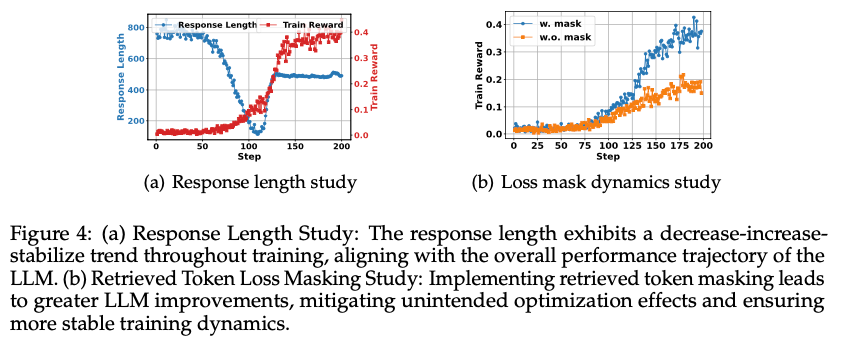 Response Length
Train Reward
800
600
400
200
0.4
0.3
0.2
0.1
0.0
Response Length
Train Reward
0
50
100
150
200
Step
(a) Response length study
w. mask
w.o. mask
0.4
0.3
0.2
0.1
0.0
Train Reward
0
25
50
75
100
125
150
175
200
Step
(b) Loss mask dynamics study
Figure 4: (a) Response Length Study: The response length exhibits a decrease-increase-
stabilize trend throughout training, aligning with the overall performance trajectory of the
LLM. (b) Retrieved Token Loss Masking Study: Implementing retrieved token masking leads
to greater LLM improvements, mitigating unintended optimization effects and ensuring
more stable training dynamics.